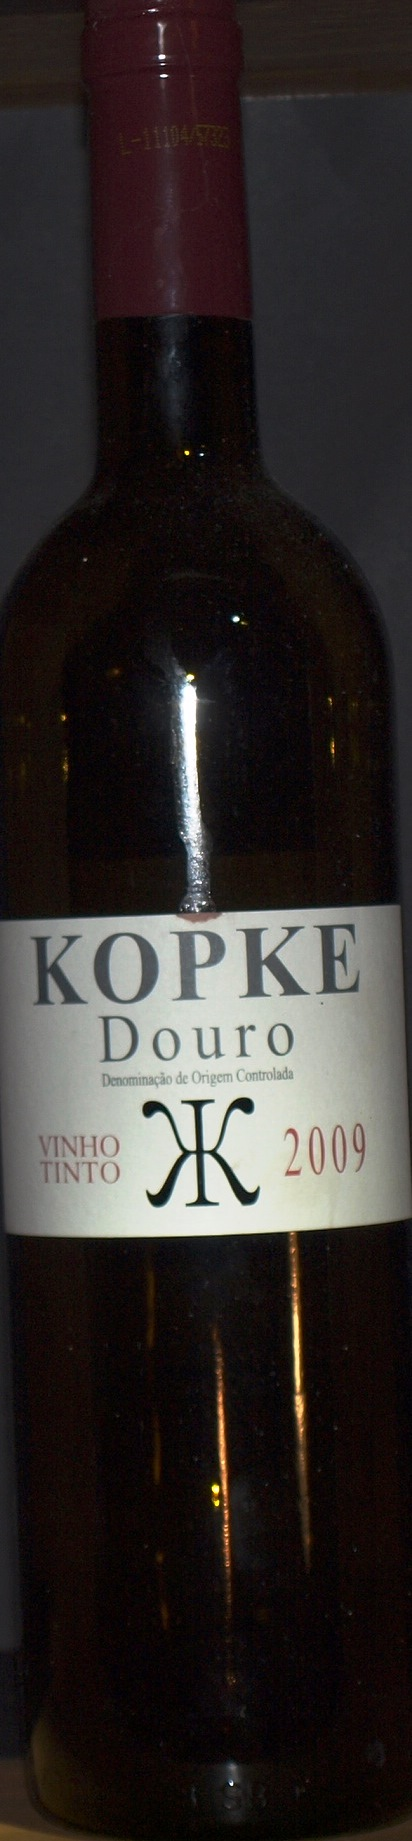 KOPKE
Douro
Denominação de Origem Controlada
VINHO
TINTO
2009